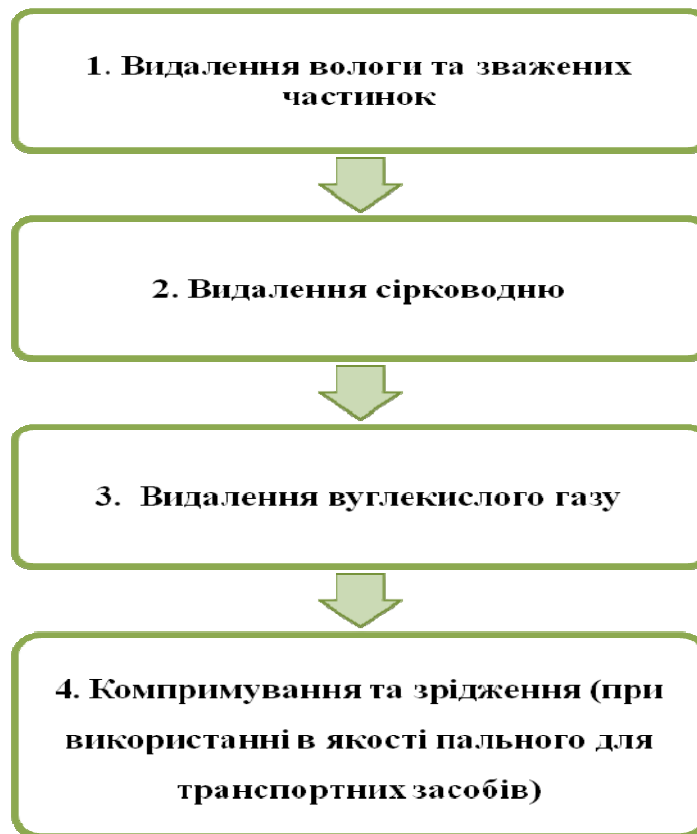 1. Видалення вологи та зважених
частинок
2. Видалення сірководню
3. Видалення вуглекислого газу
4. Компримування та зрідження (при
використанні в якості пального для
транспортних засобів)